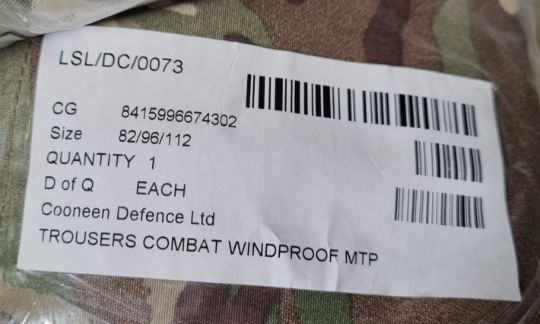 LSL/DC/0073
CG 8415996674302
Size 82/96/112
QUANTITY 1
D of Q EACH
Cooneen Defence Ltd
TROUSERS COMBAT WINDPROOF MTP